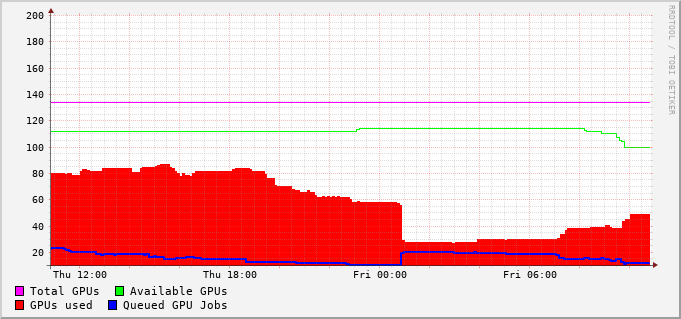 200
180
160
140
120
100
80
60
40
20
Thu 12:00 Thu 18:00 Fri 00:00 Fri 06:00
Total GPUs Available GPUs
GPUs used Queued GPU Jobs
RRDTOOL / TOBI OETIKER